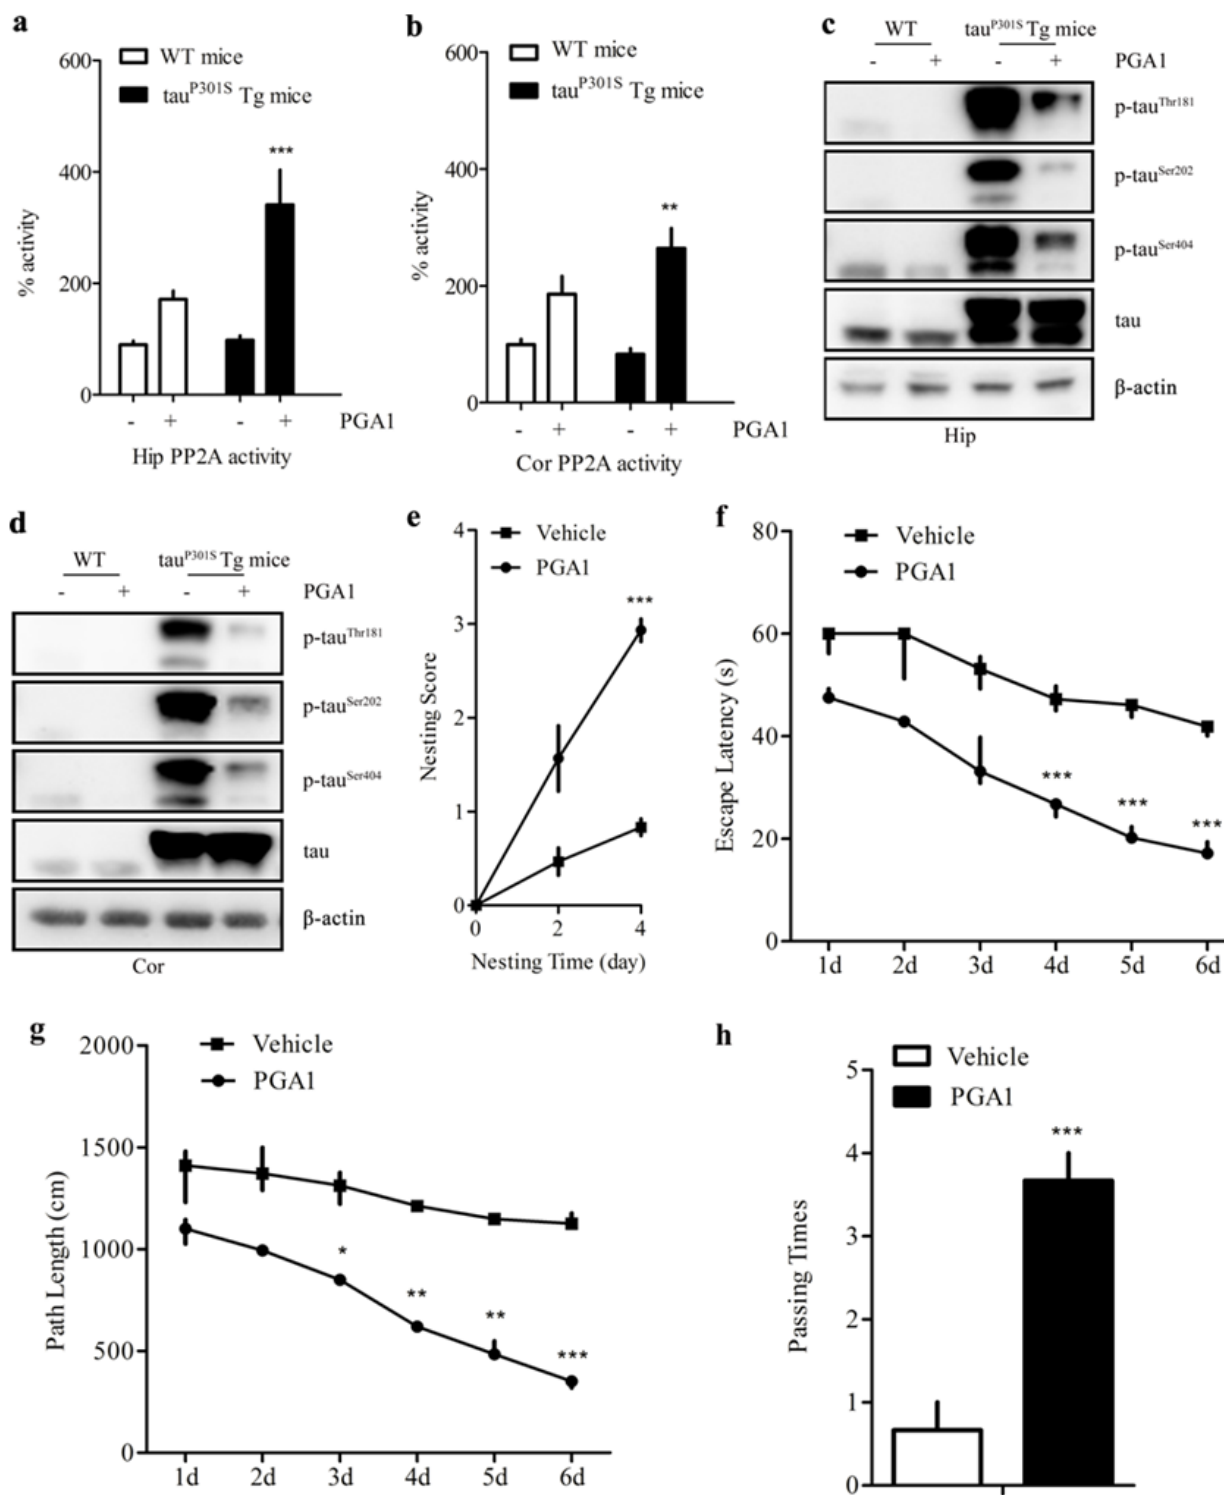 a
WT mice
tauP301S Tg mice
% activity
600
400
200
0
***
- + - + PGA1
Hip PP2A activity
b
WT mice
tauP301S Tg mice
% activity
600
400
200
0
**
- + - + PGA1
Cor PP2A activity
c
WT tauP301S Tg mice
- + - + PGA1
p-tauThr181
p-tauSer202
p-tauSer404
tau
β-actin
Hip
d
WT tauP301S Tg mice
- + - + PGA1
p-tauThr181
p-tauSer202
p-tauSer404
tau
β-actin
Cor
e
Vehicle
PGA1
Nesting Score
4
3
2
1
0
***
0 2 4
Nesting Time (day)
f
Vehicle
PGA1
Escape Latency (s)
80
60
40
20
0
***
***
***
1d 2d 3d 4d 5d 6d
g
Vehicle
PGA1
Path Length (cm)
2000
1500
1000
500
0
*
**
**
***
1d 2d 3d 4d 5d 6d
h
Vehicle
PGA1
Passing Times
5
4
3
2
1
0
***